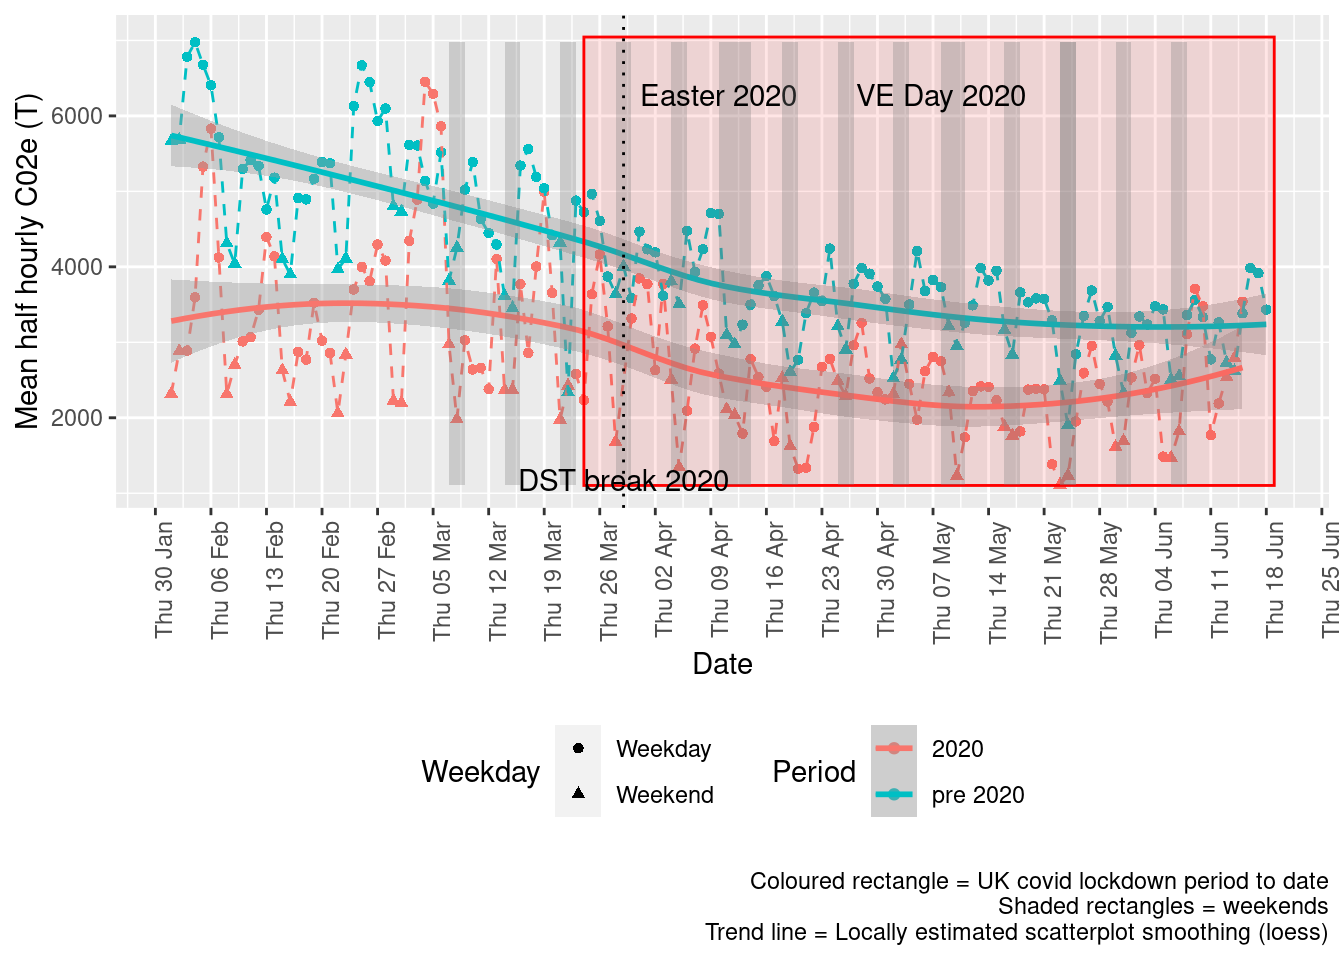 Mean half hourly C02e (T)
6000
4000
2000
Easter 2020
VE Day 2020
DST break 2020
Thu 30 Jan
Thu 06 Feb
Thu 13 Feb
Thu 20 Feb
Thu 27 Feb
Thu 05 Mar
Thu 12 Mar
Thu 19 Mar
Thu 26 Mar
Thu 02 Apr
Thu 09 Apr
Thu 16 Apr
Thu 23 Apr
Thu 30 Apr
Thu 07 May
Thu 14 May
Thu 21 May
Thu 28 May
Thu 04 Jun
Thu 11 Jun
Thu 18 Jun
Thu 25 Jun
Date
Weekday
Weekday
Weekend
Period
2020
pre 2020
Coloured rectangle = UK covid lockdown period to date
Shaded rectangles = weekends
Trend line = Locally estimated scatterplot smoothing (loess)